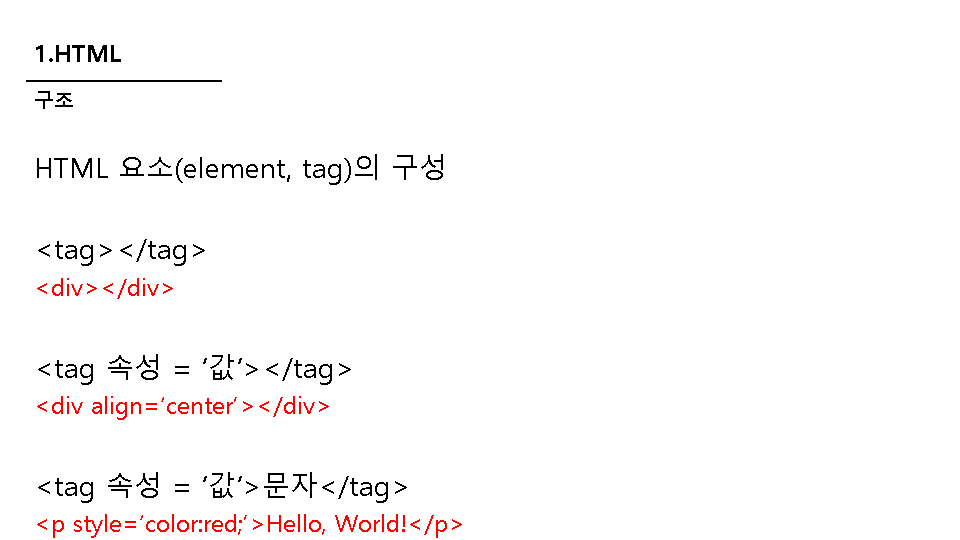 1.HTML
구조
HTML 요소(element, tag)의 구성
<tag></tag>
<div></div>
<tag 속성 = ‘값’></tag>
<div align=‘center’></div>
<tag 속성 = ‘값’>문자</tag>
<p style=‘color:red;’>Hello, World!</p>